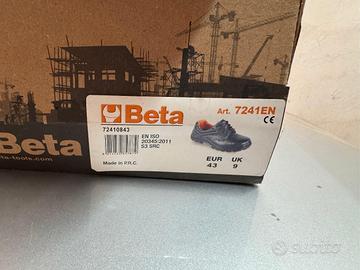 Beta
Art. 7241EN
CE
72410843
EN ISO
20345:2011
S3 SRC
EUR UK
43 9
Made in P.R.C.
Beta
beta-tools.com
subito